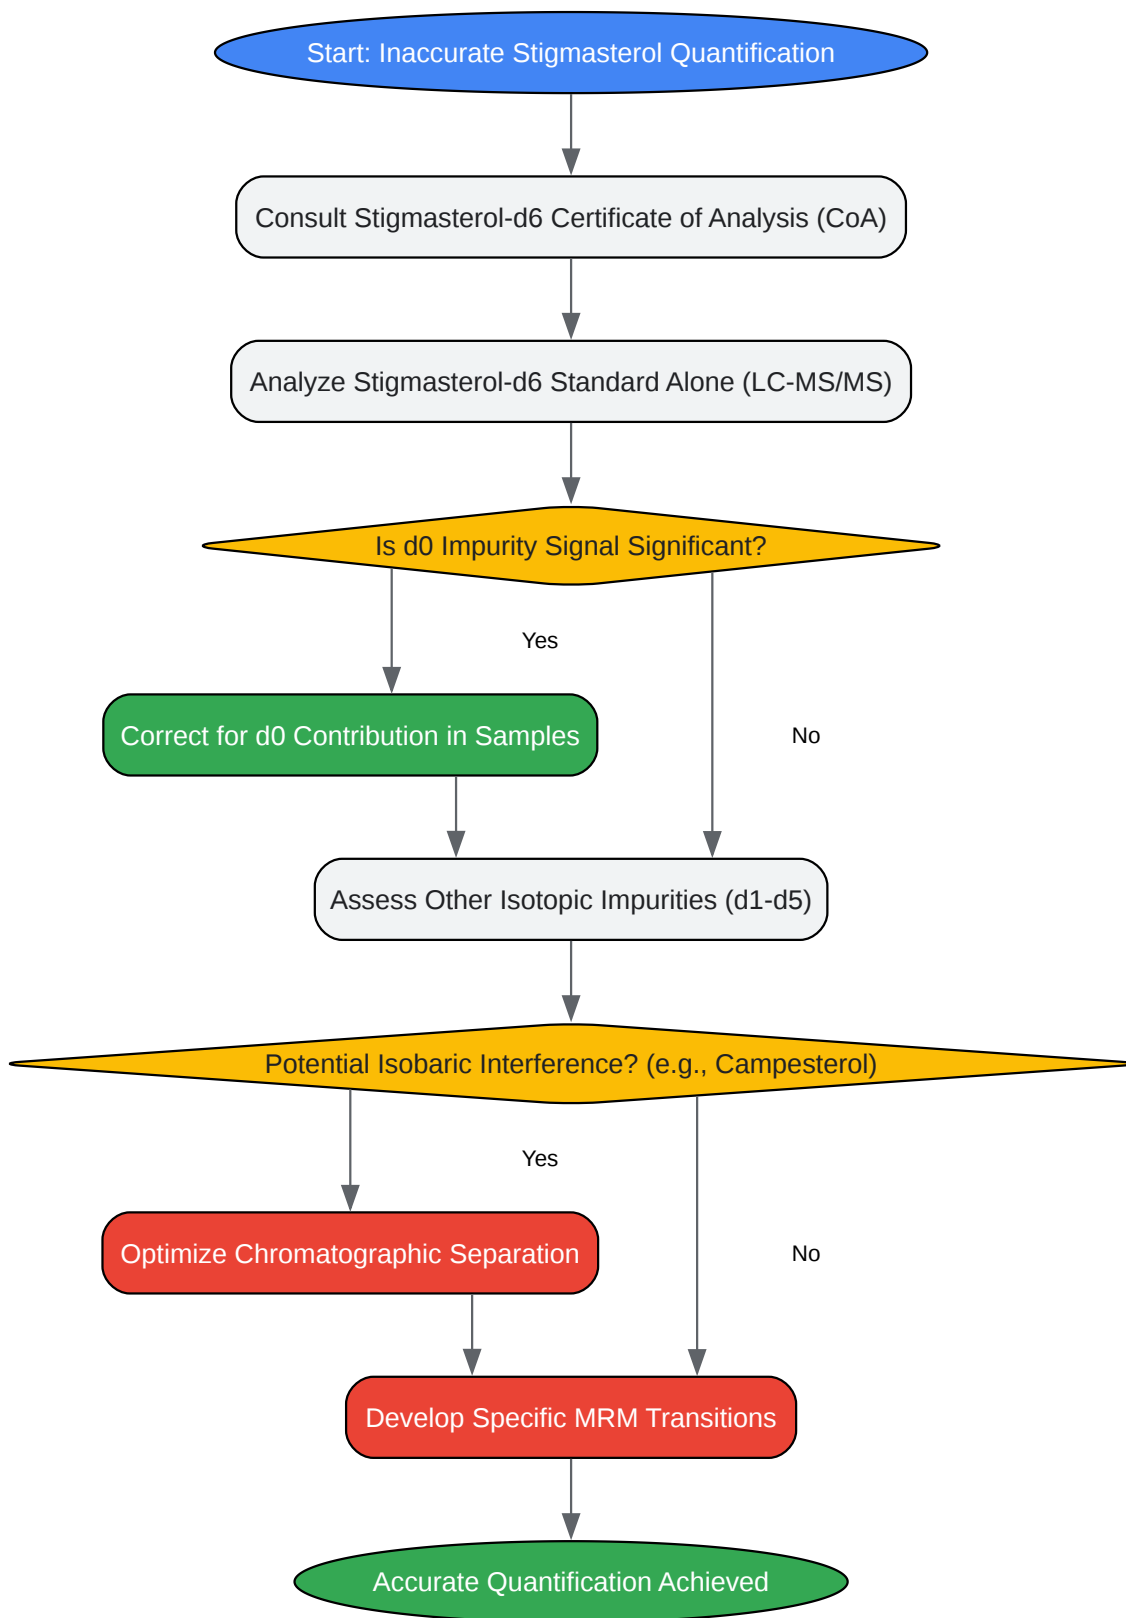 Start: Inaccurate Stigmasterol Quantification
Consult Stigmasterol-d6 Certificate of Analysis (CoA)
Analyze Stigmasterol-d6 Standard Alone (LC-MS/MS)
Is d0 Impurity Signal Significant?
Yes
Correct for d0 Contribution in Samples
No
Assess Other Isotopic Impurities (d1-d5)
Potential Isobaric Interference? (e.g., Campesterol)
Yes
Optimize Chromatographic Separation
No
Develop Specific MRM Transitions
Accurate Quantification Achieved